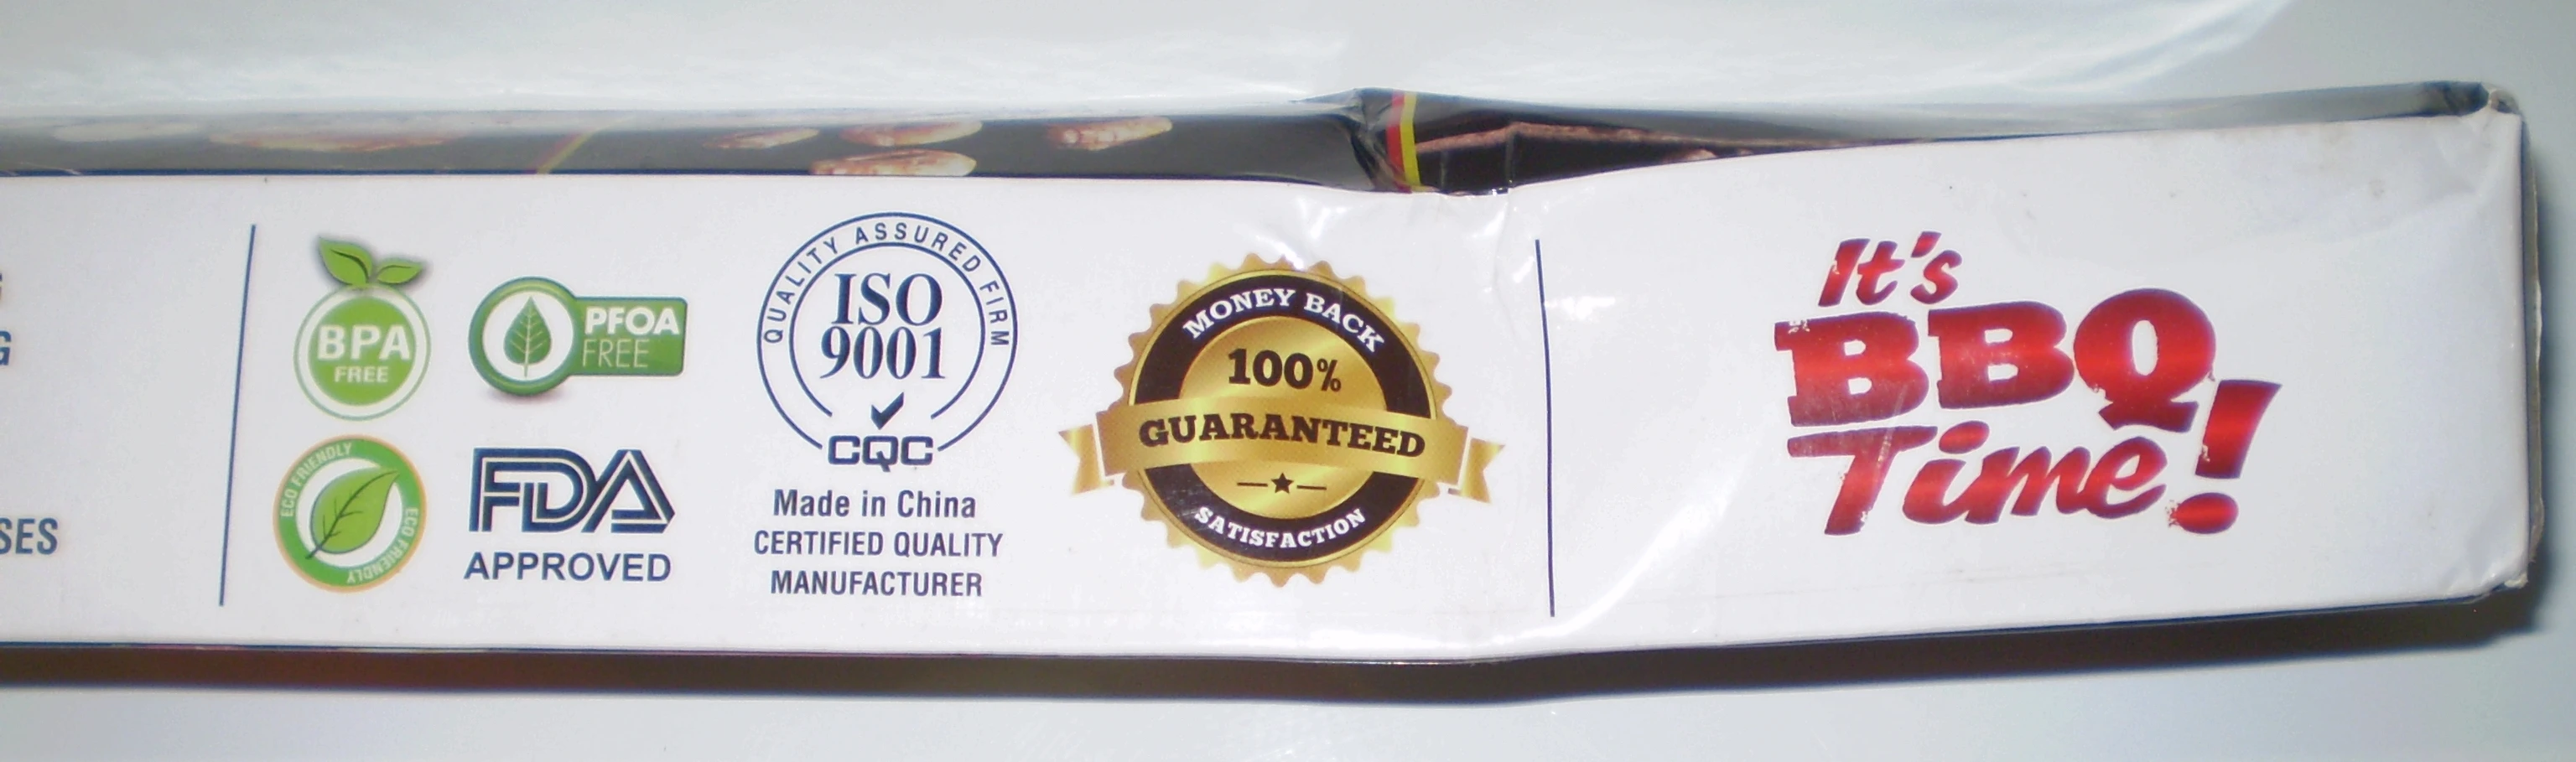 G
SES
BPA
FREE
PFOA
FREE
ECO FRIENDLY
ECO FRIENDLY
FDA
APPROVED
QUALITY ASSURED FIRM
ISO
9001
CQC
Made in China
CERTIFIED QUALITY
MANUFACTURER
MONEY BACK
100%
GUARANTEED
SATISFACTION
It's
BBQ
Time!